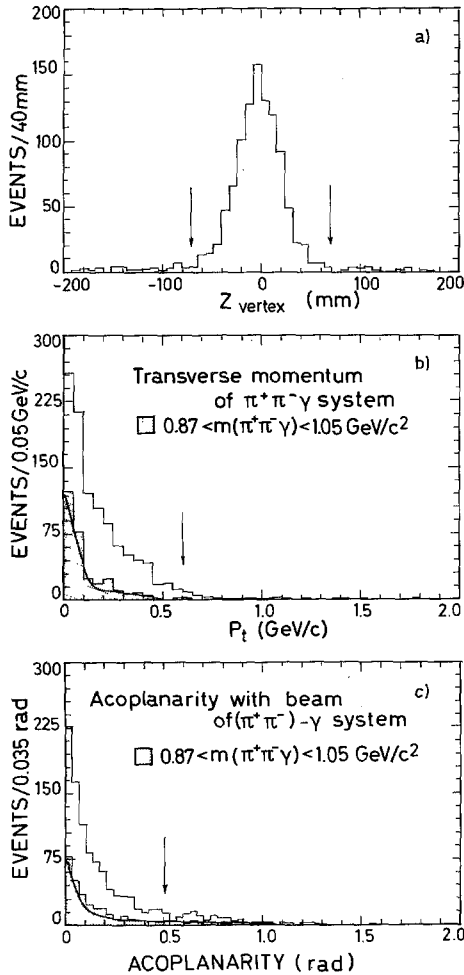 a)
200
150
100
50
0
EVENTS/40mm
-200 -100 0 100 200
Z vertex (mm)
b)
300
225
150
75
0
EVENTS/0.05 GeV/c
Transverse momentum
of π⁺π⁻γ system
0.87 < m(π⁺π⁻γ) < 1.05 GeV/c²
0 0.5 1.0 1.5 2.0
Pt (GeV/c)
c)
300
225
150
75
0
EVENTS/0.035 rad
Acoplanarity with beam
of (π⁺π⁻) - γ system
0.87 < m(π⁺π⁻γ) < 1.05 GeV/c²
0 0.5 1.0 1.5 2.0
ACOPLANARITY (rad)